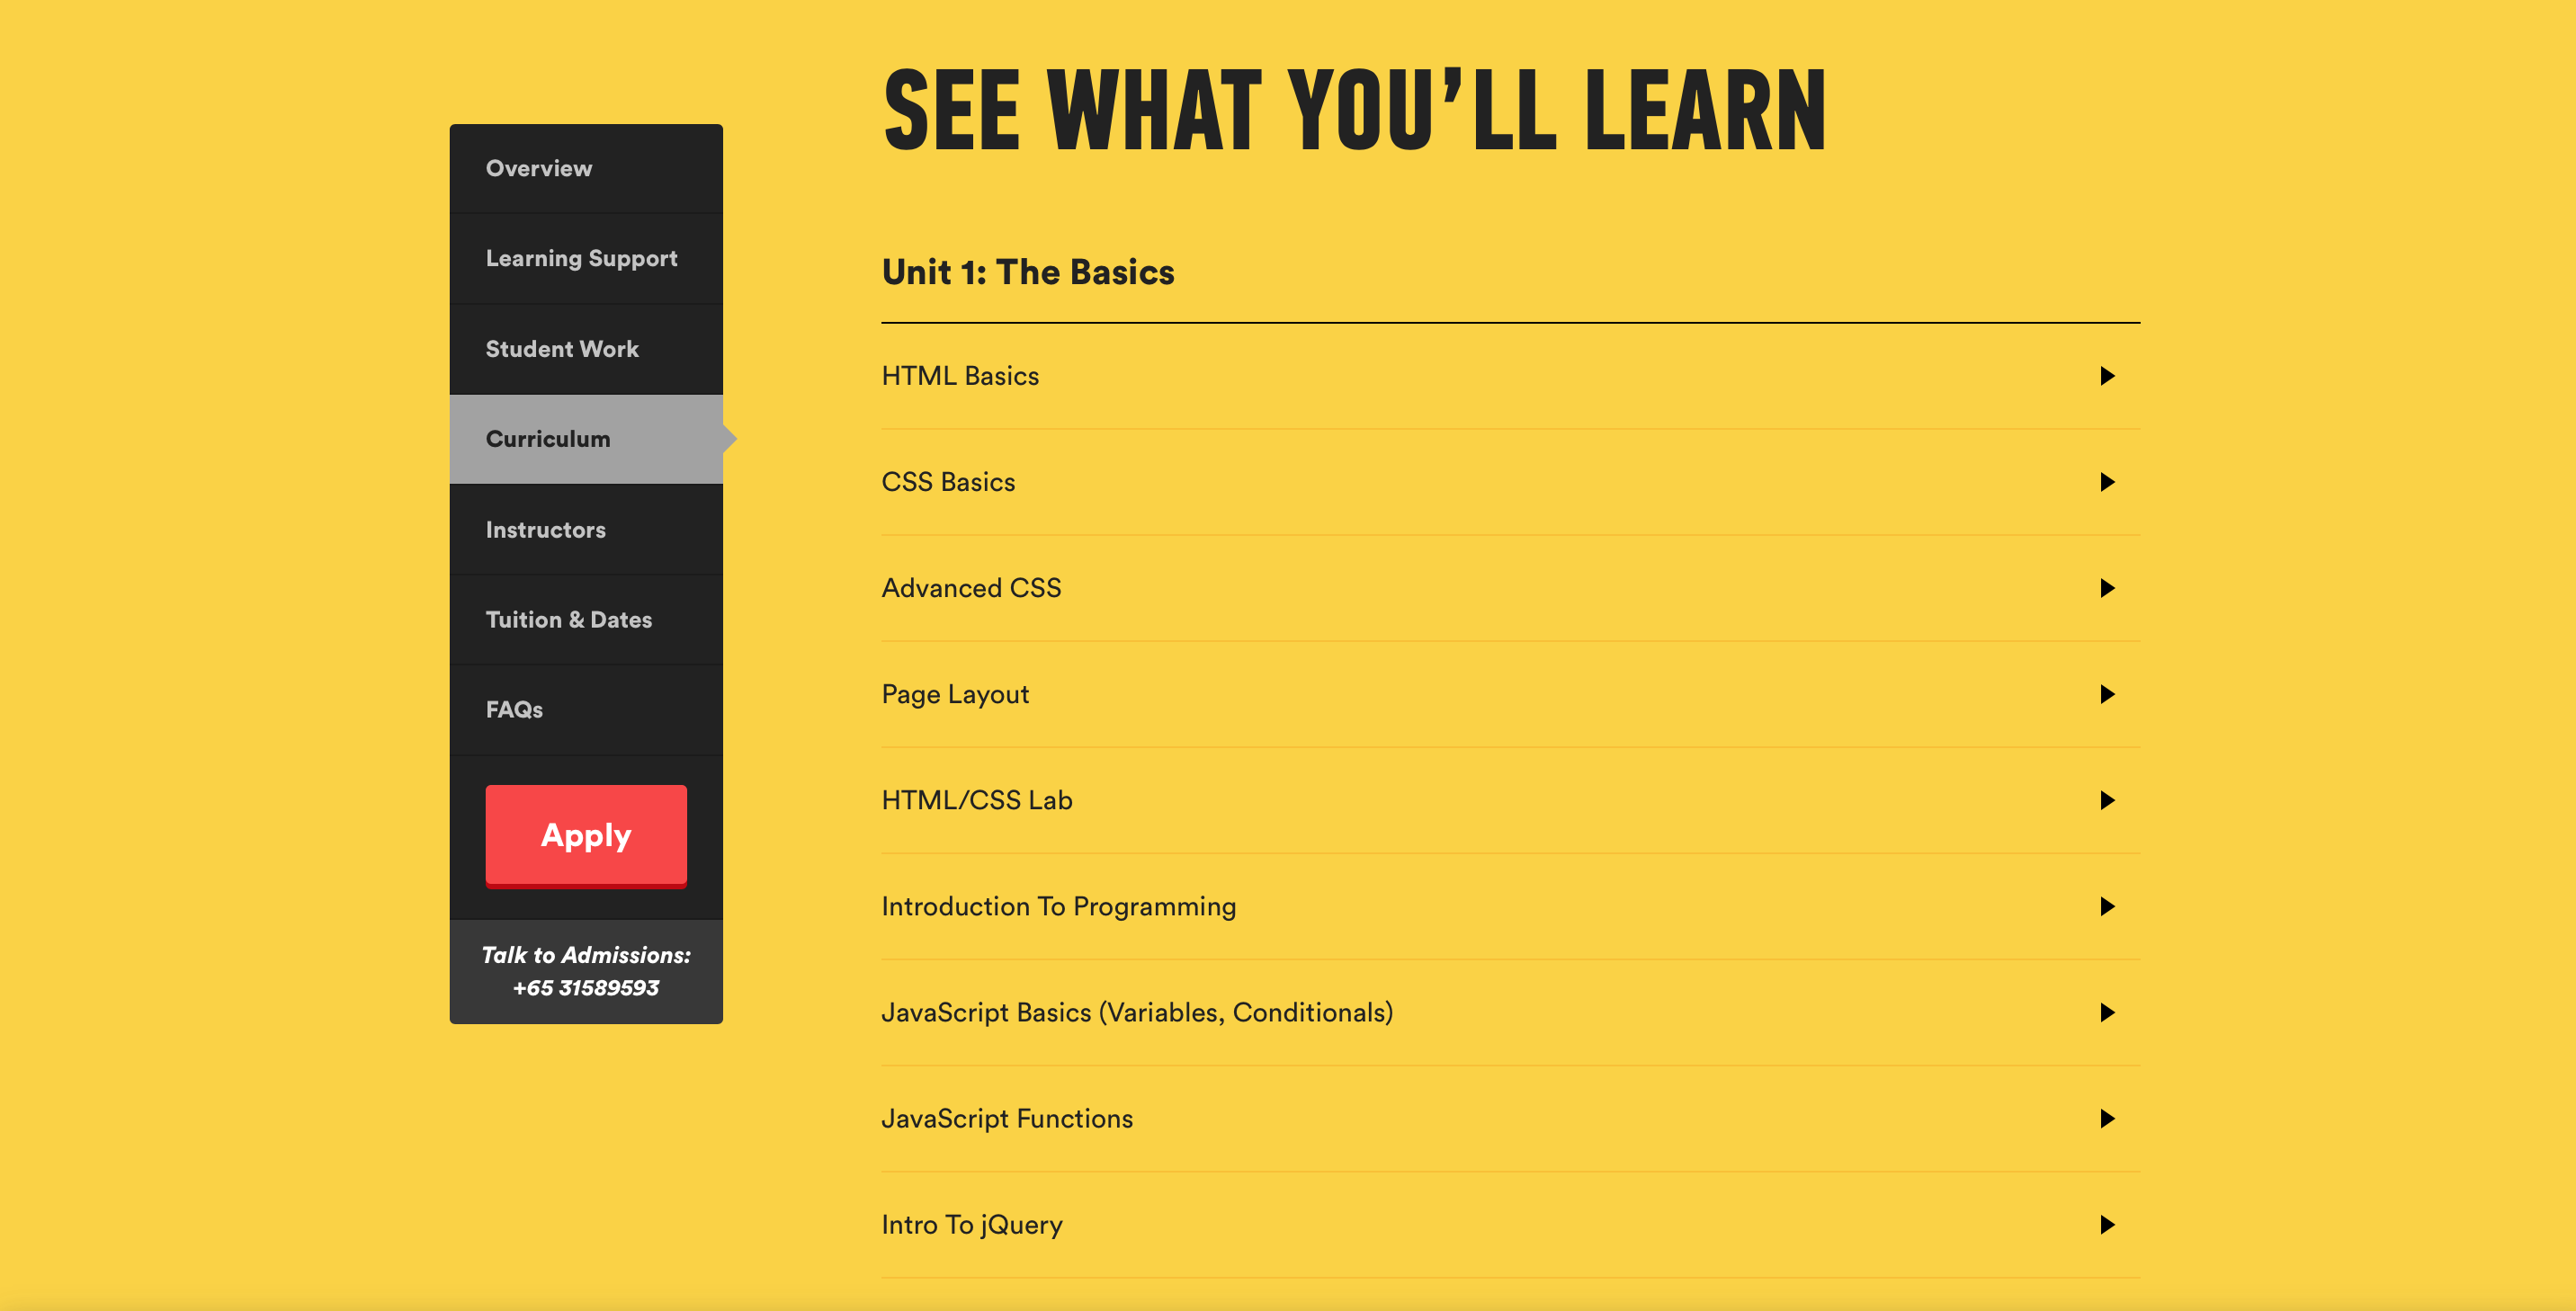 SEE WHAT YOU’LL LEARN
Overview
Learning Support
Student Work
Curriculum
Instructors
Tuition & Dates
FAQs
Apply
Talk to Admissions:
+65 31589593
Unit 1: The Basics
HTML Basics
CSS Basics
Advanced CSS
Page Layout
HTML/CSS Lab
Introduction To Programming
JavaScript Basics (Variables, Conditionals)
JavaScript Functions
Intro To jQuery